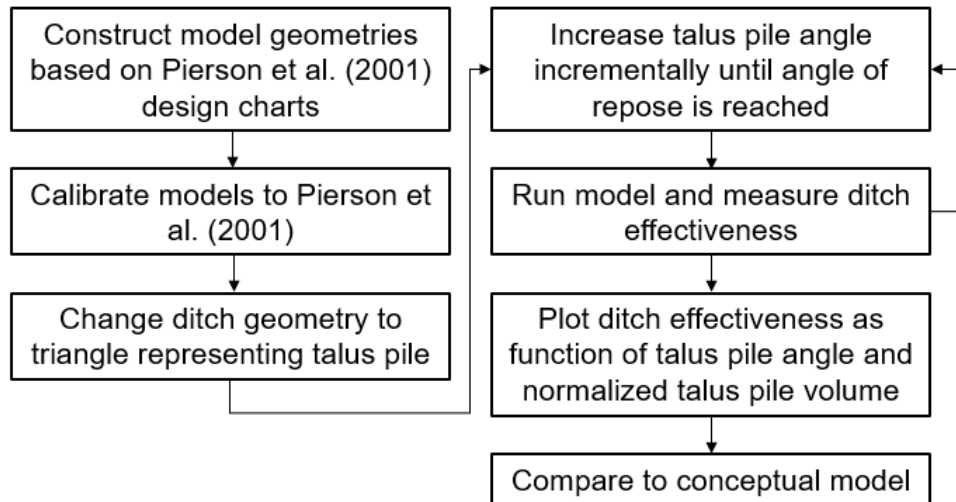 Construct model geometries
based on Pierson et al. (2001)
design charts
Calibrate models to Pierson et
al. (2001)
Change ditch geometry to
triangle representing talus pile
Increase talus pile angle
incrementally until angle of
repose is reached
Run model and measure ditch
effectiveness
Plot ditch effectiveness as
function of talus pile angle and
normalized talus pile volume
Compare to conceptual model